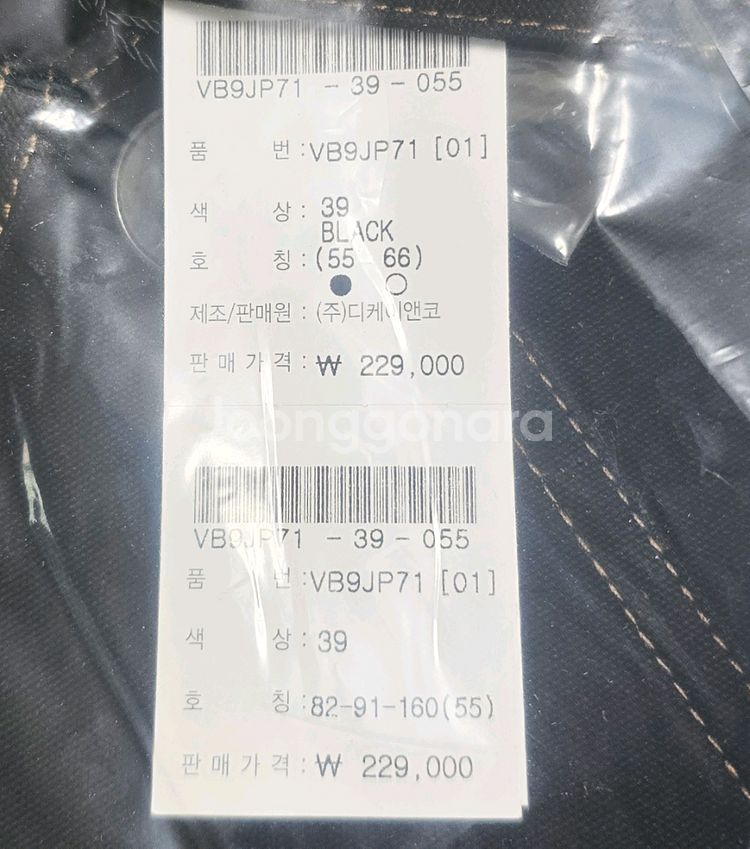 VB9JP71 - 39 - 055
품 번 : VB9JP71 [01]
색 상 : 39
BLACK
호 칭 : (55 66)
제조/판매원 : (주)디케이앤코
판매가격 : ₩ 229,000
Joonggonara
VB9JP71 - 39 - 055
품 번 : VB9JP71 [01]
색 상 : 39
호 칭 : 82-91-160(55)
판매가격 : ₩ 229,000